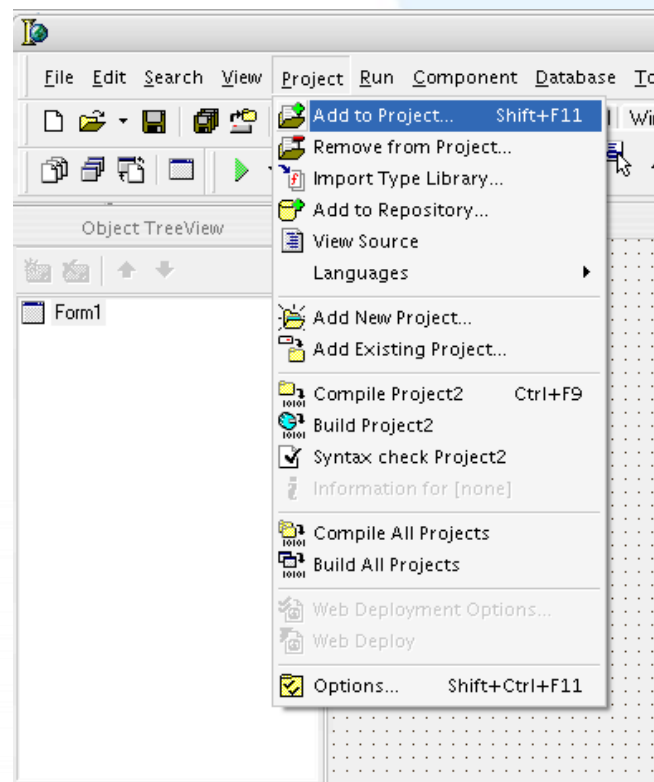 File Edit Search View Project Run Component Database
Add to Project... Shift+F11
Remove from Project...
Import Type Library...
Add to Repository...
View Source
Languages
Add New Project...
Add Existing Project...
Compile Project2 Ctrl+F9
Build Project2
Syntax check Project2
Information for [none]
Compile All Projects
Build All Projects
Web Deployment Options...
Web Deploy
Options... Shift+Ctrl+F11
Object TreeView
Form1